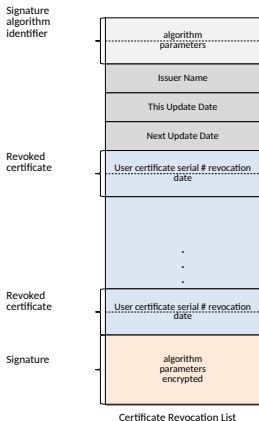 Signature
algorithm
identifier
algorithm
parameters
Issuer Name
This Update Date
Next Update Date
Revoked
certificate
User certificate serial # revocation
date
.
.
.
Revoked
certificate
User certificate serial # revocation
date
Signature
algorithm
parameters
encrypted
Certificate Revocation List